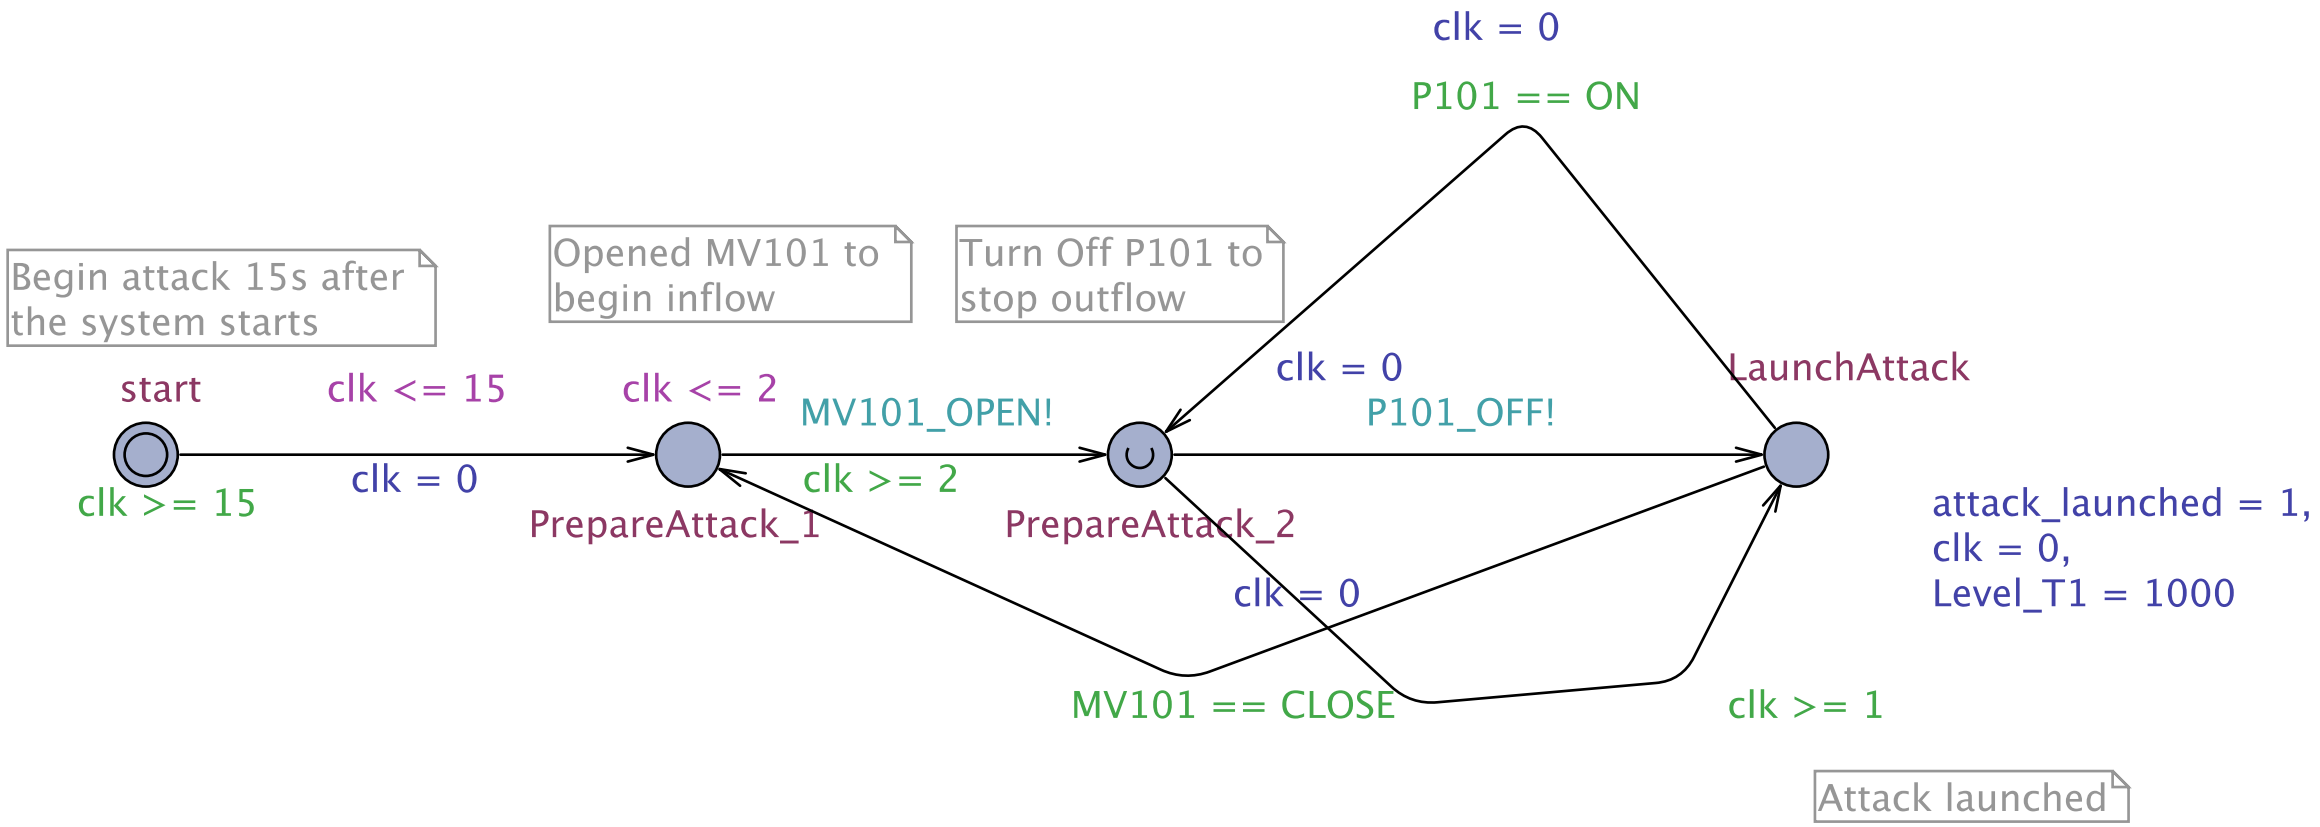 clk = 0
P101 == ON
Begin attack 15s after
the system starts
Opened MV101 to
begin inflow
Turn Off P101 to
stop outflow
start
clk <= 15
clk <= 2
MV101_OPEN!
clk = 0
P101_OFF!
LaunchAttack
clk >= 15
clk = 0
PrepareAttack_1
clk >= 2
PrepareAttack_2
attack_launched = 1,
clk = 0,
Level_T1 = 1000
clk = 0
MV101 == CLOSE
clk >= 1
Attack launched